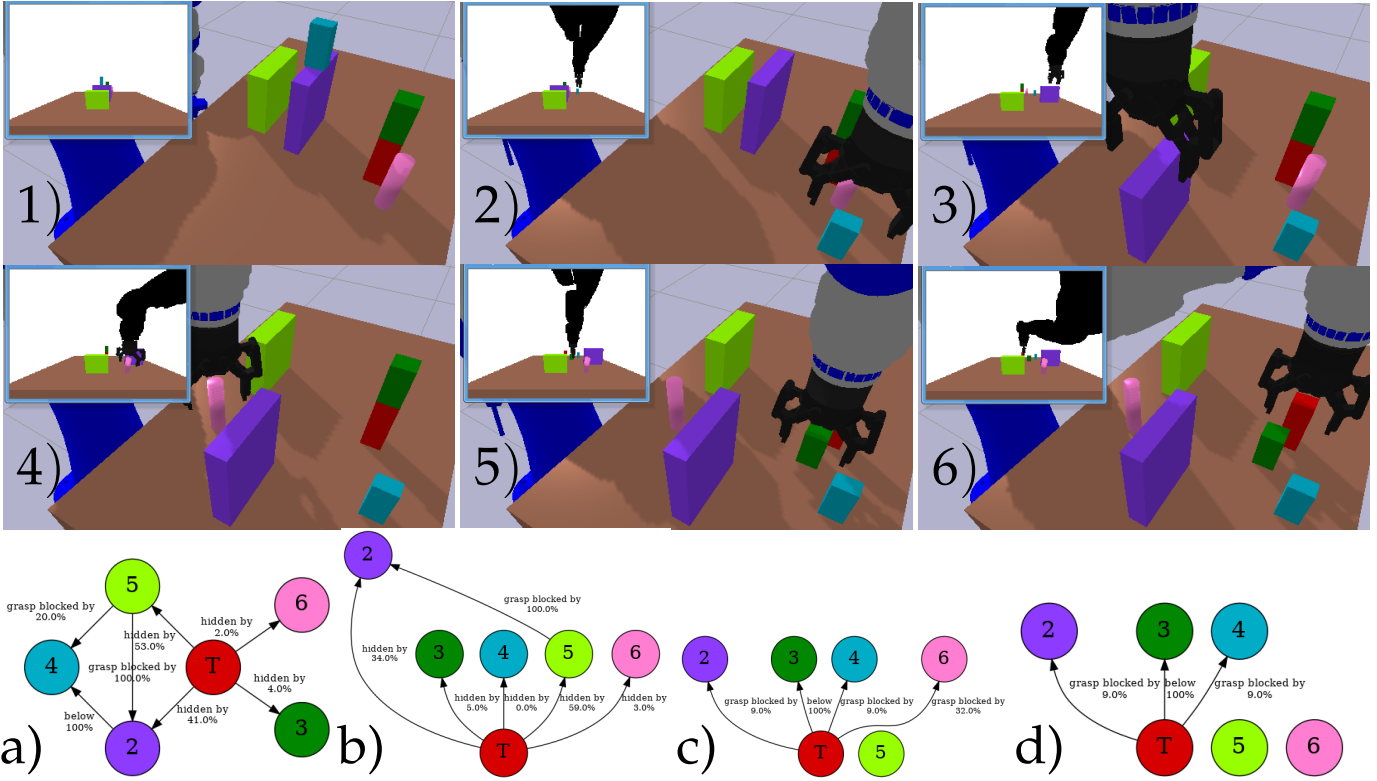 1)
2)
3)
4)
5)
6)
a)
5
grasp blocked by
20.0%
hidden by
53.0%
hidden by
2.0%
6
4
grasp blocked by
100.0%
T
hidden by
4.0%
below
100%
hidden by
41.0%
2
3
b)
2
grasp blocked by
100.0%
hidden by
34.0%
3
4
5
6
hidden by
5.0%
hidden by
0.0%
hidden by
59.0%
hidden by
3.0%
T
c)
2
3
4
6
grasp blocked by
9.0%
below
100%
grasp blocked by
9.0%
grasp blocked by
32.0%
T
5
d)
2
3
4
grasp blocked by
9.0%
below
100%
grasp blocked by
9.0%
T
5
6